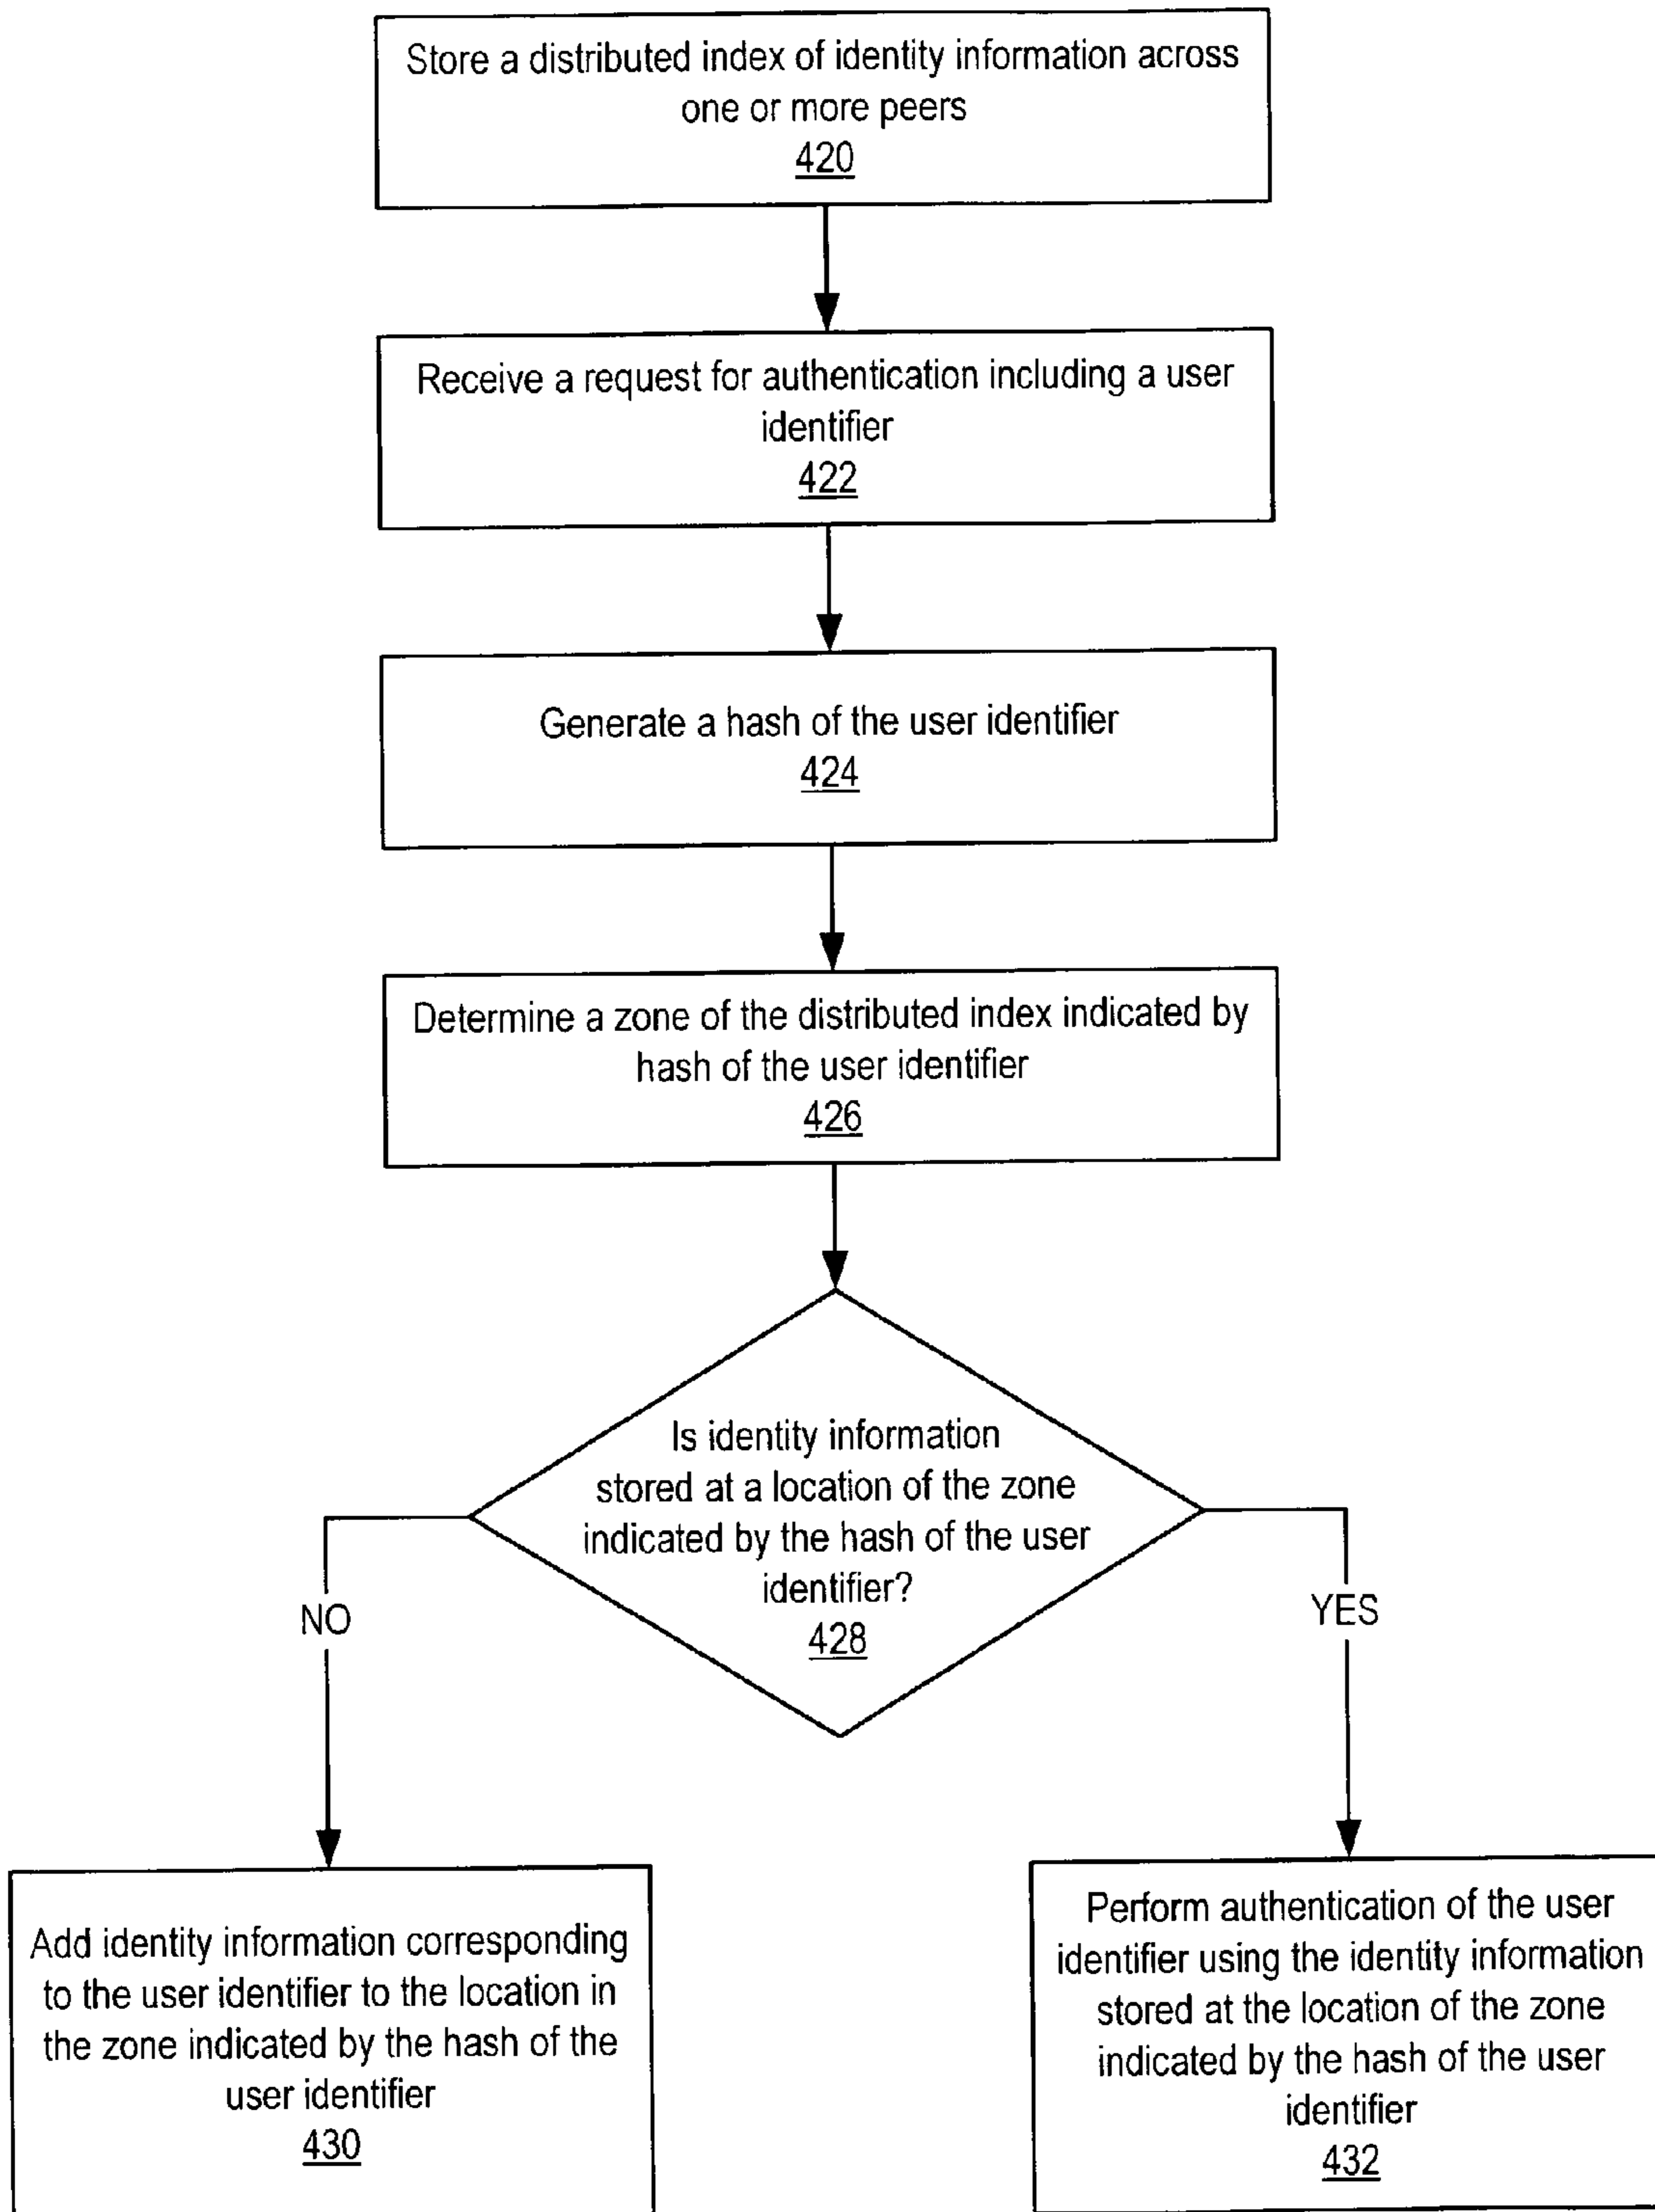 Store a distributed index of identity information across
one or more peers
420
Receive a request for authentication including a user
identifier
422
Generate a hash of the user identifier
424
Determine a zone of the distributed index indicated by
hash of the user identifier
426
Is identity information
stored at a location of the zone
indicated by the hash of the user
identifier?
428
NO
YES
Add identity information corresponding
to the user identifier to the location in
the zone indicated by the hash of the
user identifier
430
Perform authentication of the user
identifier using the identity information
stored at the location of the zone
indicated by the hash of the user
identifier
432